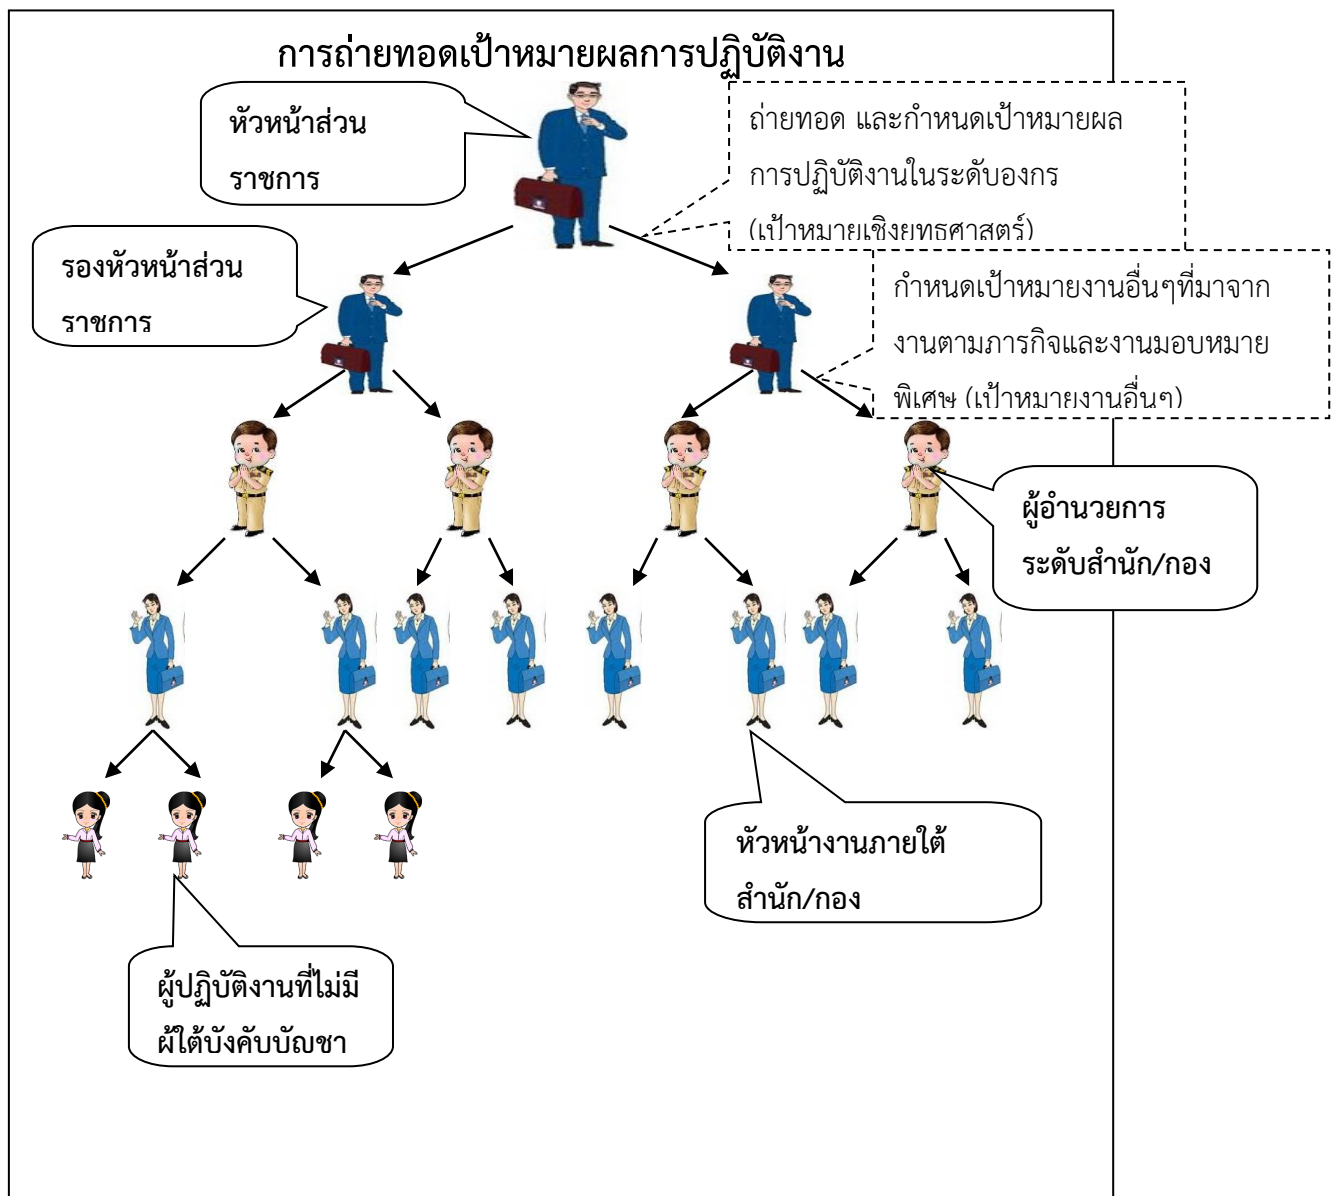 การถ่ายทอดเป้าหมายผลการปฏิบัติงาน
หัวหน้าส่วน
ราชการ
ถ่ายทอด และกำหนดเป้าหมายผล
การปฏิบัติงานในระดับองกร
(เป้าหมายเชิงยุทธศาสตร์)
รองหัวหน้าส่วน
ราชการ
กำหนดเป้าหมายงานอื่นๆที่มาจาก
งานตามภารกิจและงานมอบหมาย
พิเศษ (เป้าหมายงานอื่นๆ)
ผู้อำนวยการ
ระดับสำนัก/กอง
หัวหน้างานภายใต้
สำนัก/กอง
ผู้ปฏิบัติงานที่ไม่มี
ผู้ใต้บังคับบัญชา